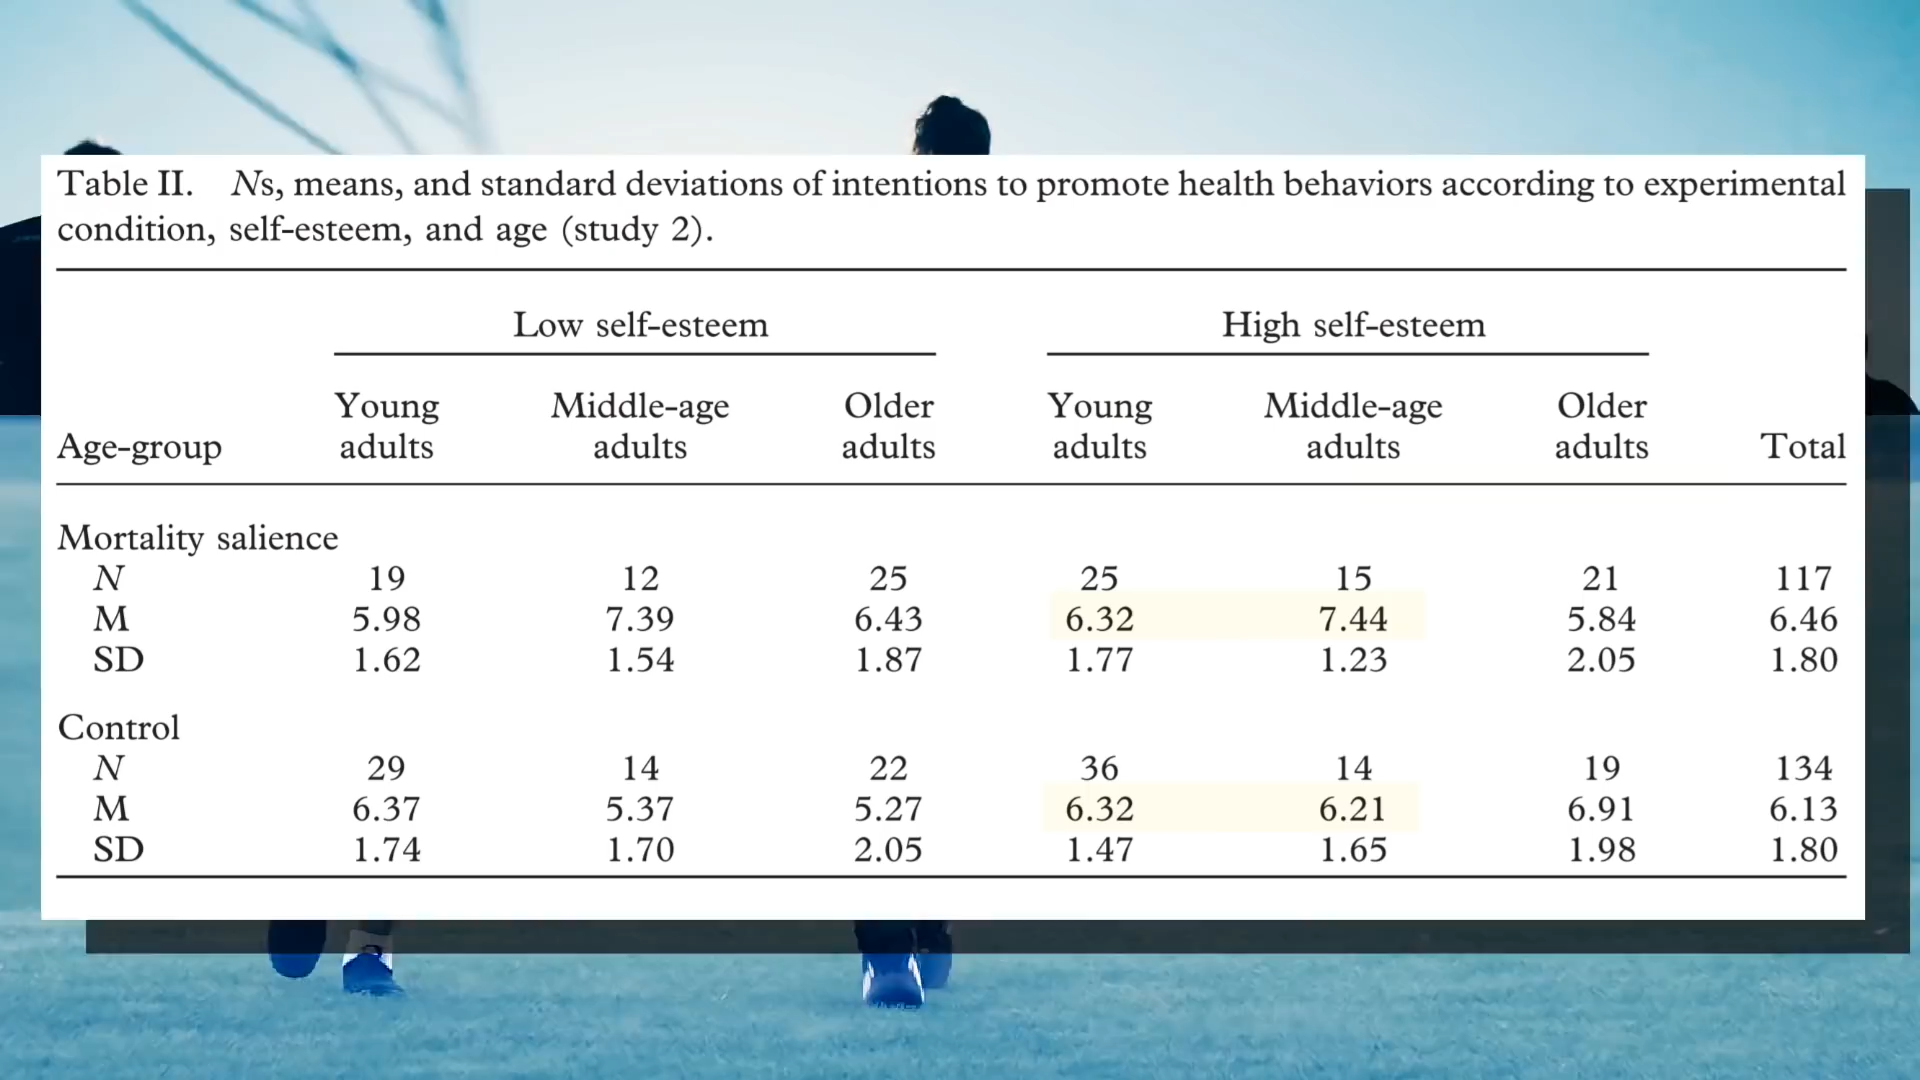 Table II. Ns, means, and standard deviations of intentions to promote health behaviors according to experimental
condition, self-esteem, and age (study 2).
Low self-esteem High self-esteem
Young Middle-age Older Young Middle-age Older
Age-group adults adults adults adults adults adults Total
Mortality salience
N 19 12 25 25 15 21 117
M 5.98 7.39 6.43 6.32 7.44 5.84 6.46
SD 1.62 1.54 1.87 1.77 1.23 2.05 1.80
Control
N 29 14 22 36 14 19 134
M 6.37 5.37 5.27 6.32 6.21 6.91 6.13
SD 1.74 1.70 2.05 1.47 1.65 1.98 1.80